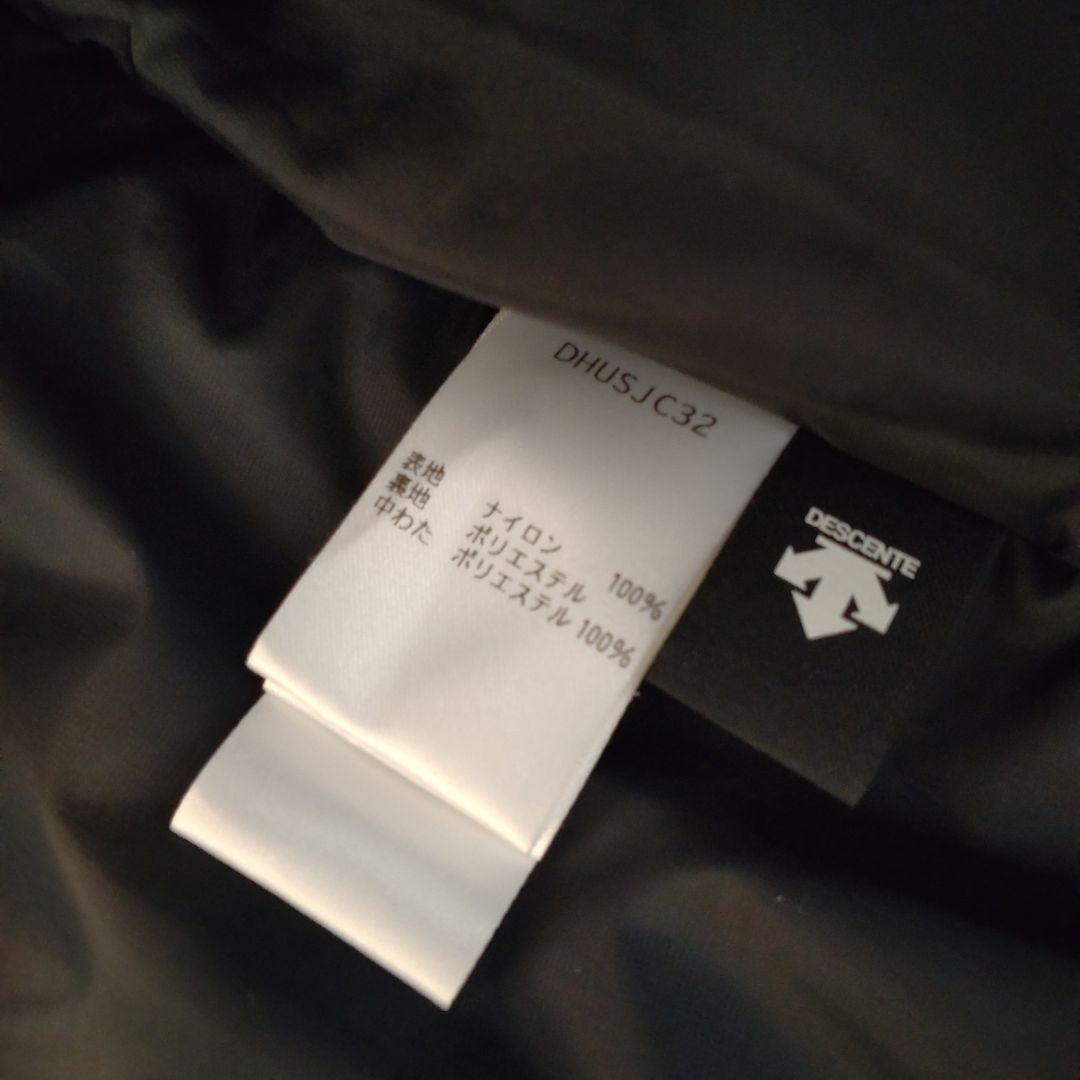 DHUSJC32
表地 ナイロン 100%
裏地 ポリエステル
中わた ポリエステル 100%
DESCENTE